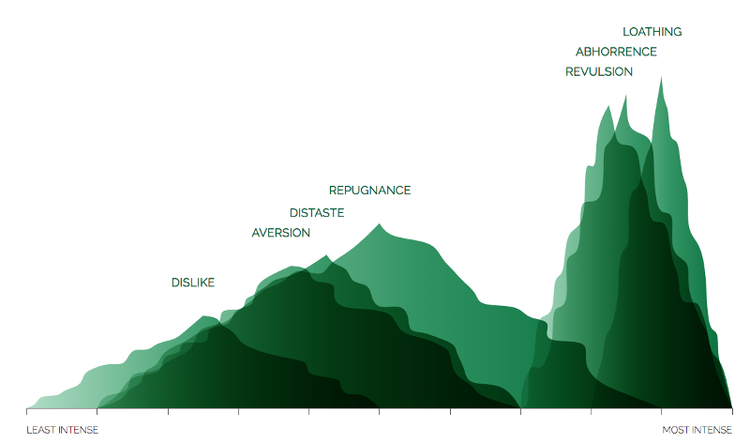 LOATHING
ABHORRENCE
REVULSION
REPUGNANCE
DISTASTE
AVERSION
DISLIKE
LEAST INTENSE
MOST INTENSE